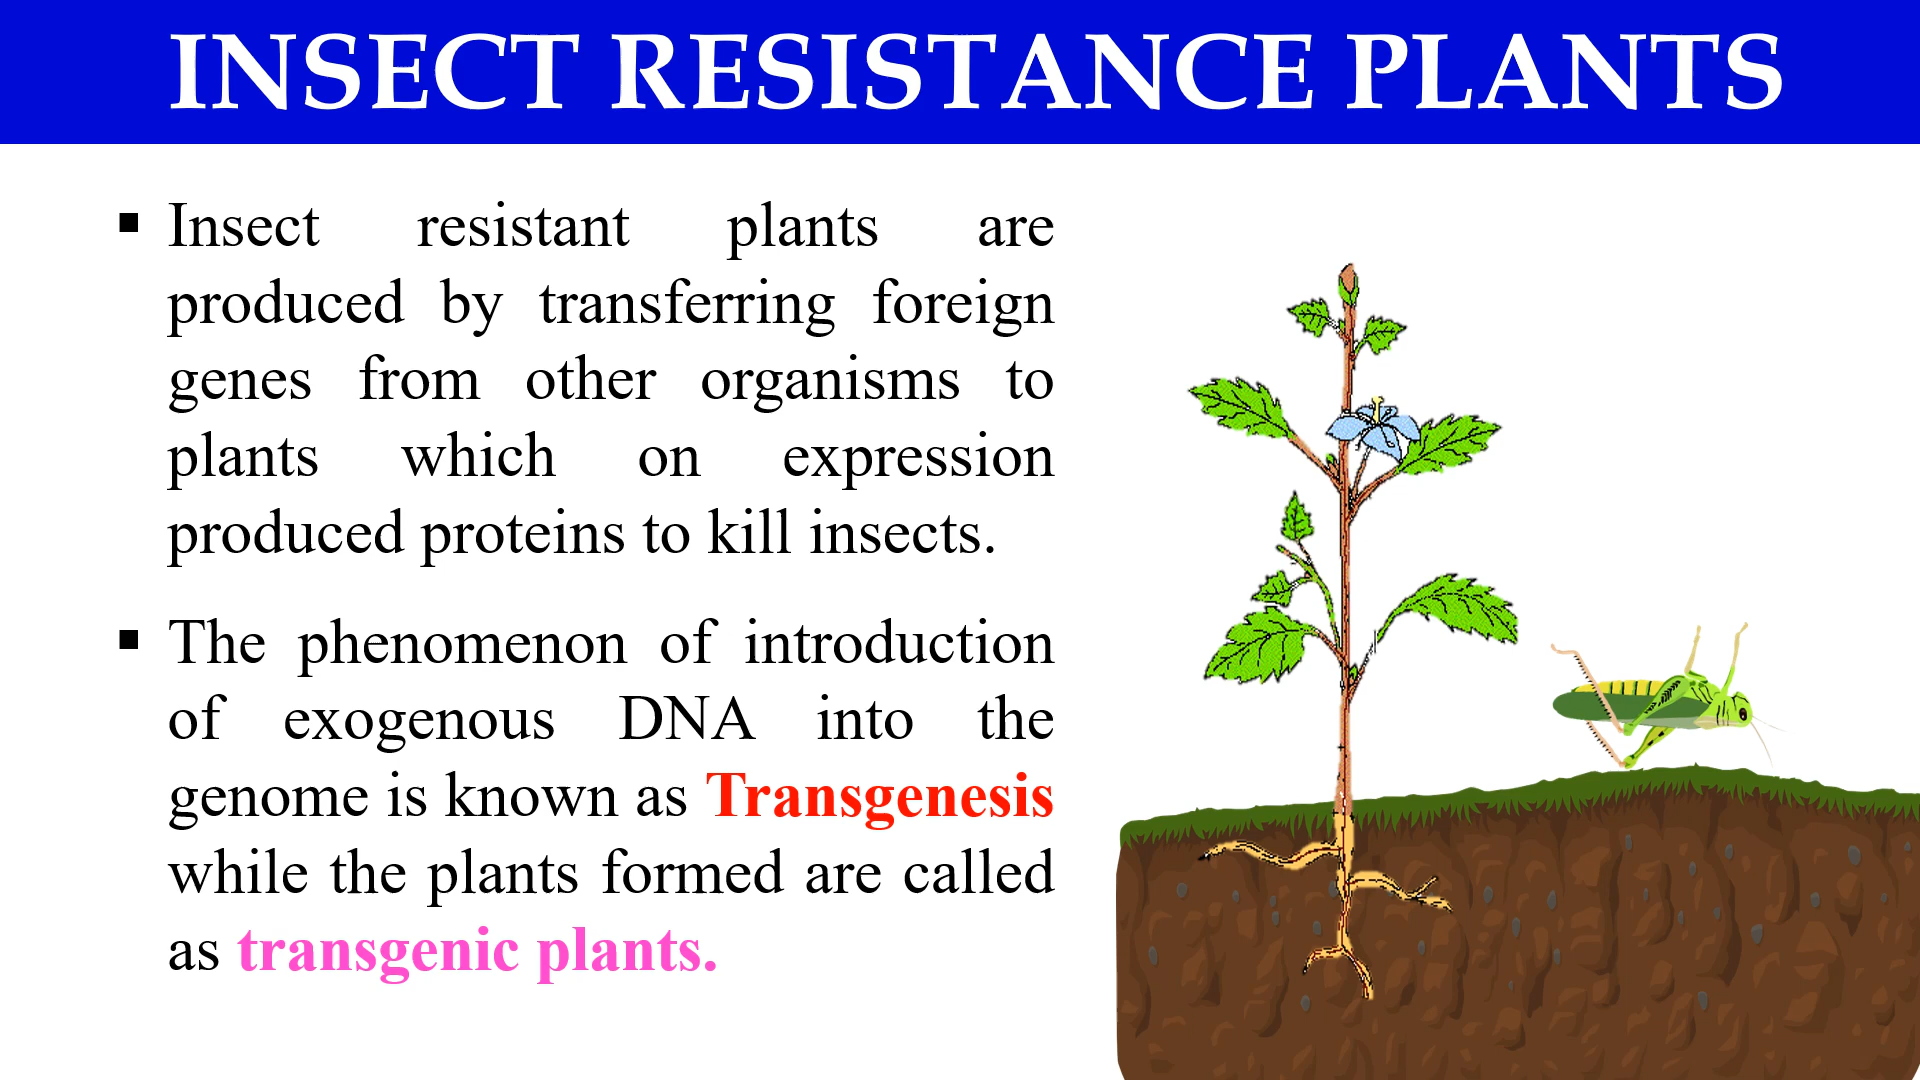 INSECT RESISTANCE PLANTS
▪ Insect resistant plants are
produced by transferring foreign
genes from other organisms to
plants which on expression
produced proteins to kill insects.
▪ The phenomenon of introduction
of exogenous DNA into the
genome is known as Transgenesis
while the plants formed are called
as transgenic plants.